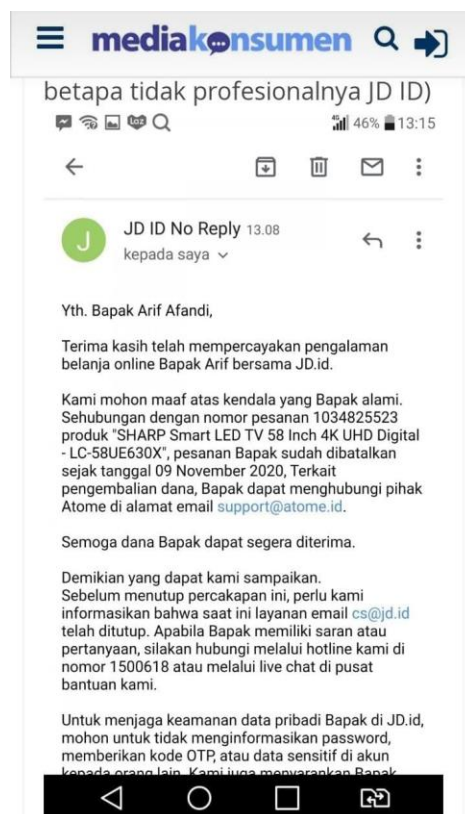 mediakonsumen
betapa tidak profesionalnya JD ID)
46% 13:15
JD ID No Reply 13.08
kepada saya
J
Yth. Bapak Arif Afandi,
Terima kasih telah mempercayakan pengalaman
belanja online Bapak Arif bersama JD.id.
Kami mohon maaf atas kendala yang Bapak alami.
Sehubungan dengan nomor pesanan 1034825523
produk "SHARP Smart LED TV 58 Inch 4K UHD Digital
- LC-58UE630X", pesanan Bapak sudah dibatalkan
sejak tanggal 09 November 2020, Terkait
pengembalian dana, Bapak dapat menghubungi pihak
Atome di alamat email support@atome.id.
Semoga dana Bapak dapat segera diterima.
Demikian yang dapat kami sampaikan.
Sebelum menutup percakapan ini, perlu kami
informasikan bahwa saat ini layanan email cs@jd.id
telah ditutup. Apabila Bapak memiliki saran atau
pertanyaan, silakan hubungi melalui hotline kami di
nomor 1500618 atau melalui live chat di pusat
bantuan kami.
Untuk menjaga keamanan data pribadi Bapak di JD.id,
mohon untuk tidak menginformasikan password,
memberikan kode OTP, atau data sensitif di akun
kepada orang lain. Kami juga menyarankan Bapak